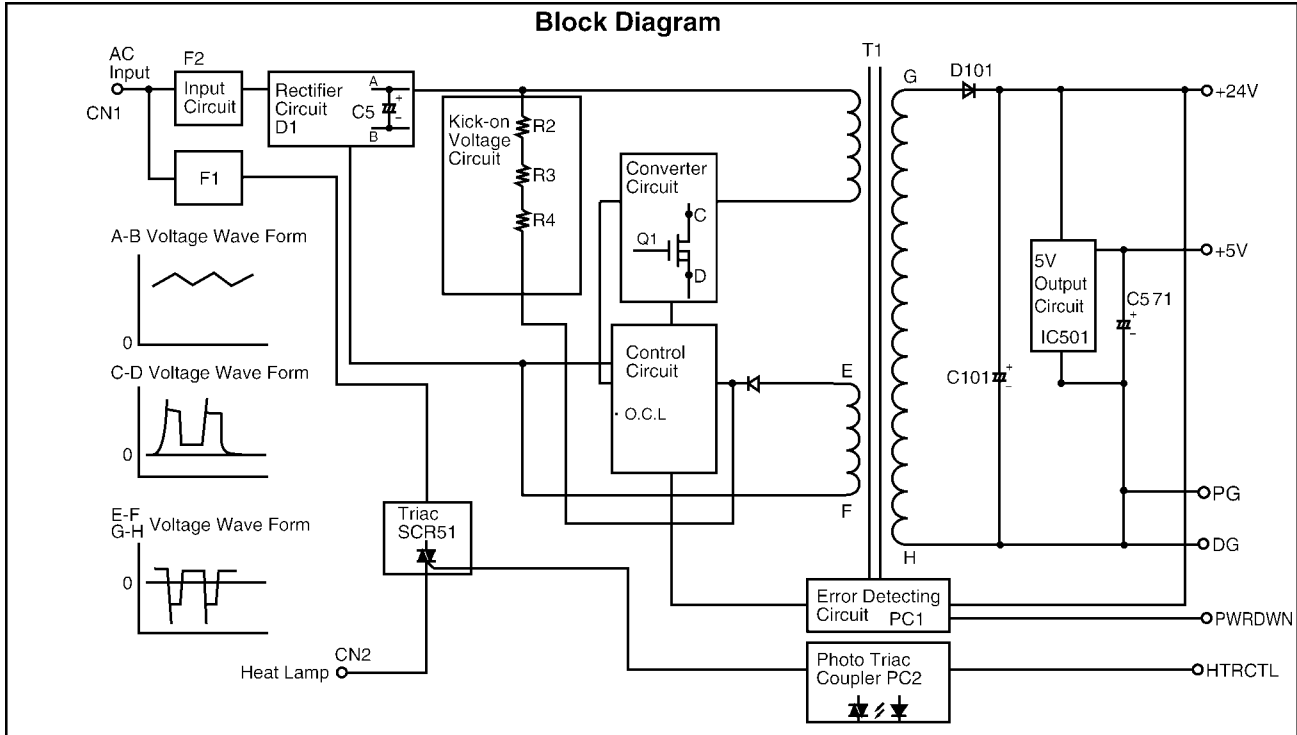 Block Diagram
AC
Input
CN1
F2
Input
Circuit
F1
Rectifier
Circuit
D1
A
C5
+
-
B
Kick-on
Voltage
Circuit
R2
R3
R4
Converter
Circuit
C
Q1
D
Control
Circuit
· O.C.L
T1
E
F
G
H
D101
C101
+
-
5V
Output
Circuit
IC501
C571
+
-
+24V
+5V
PG
DG
PWRDWN
HTRCTL
A-B Voltage Wave Form
0
C-D Voltage Wave Form
0
E-F
G-H Voltage Wave Form
0
Triac
SCR51
CN2
Heat Lamp
Error Detecting
Circuit PC1
Photo Triac
Coupler PC2